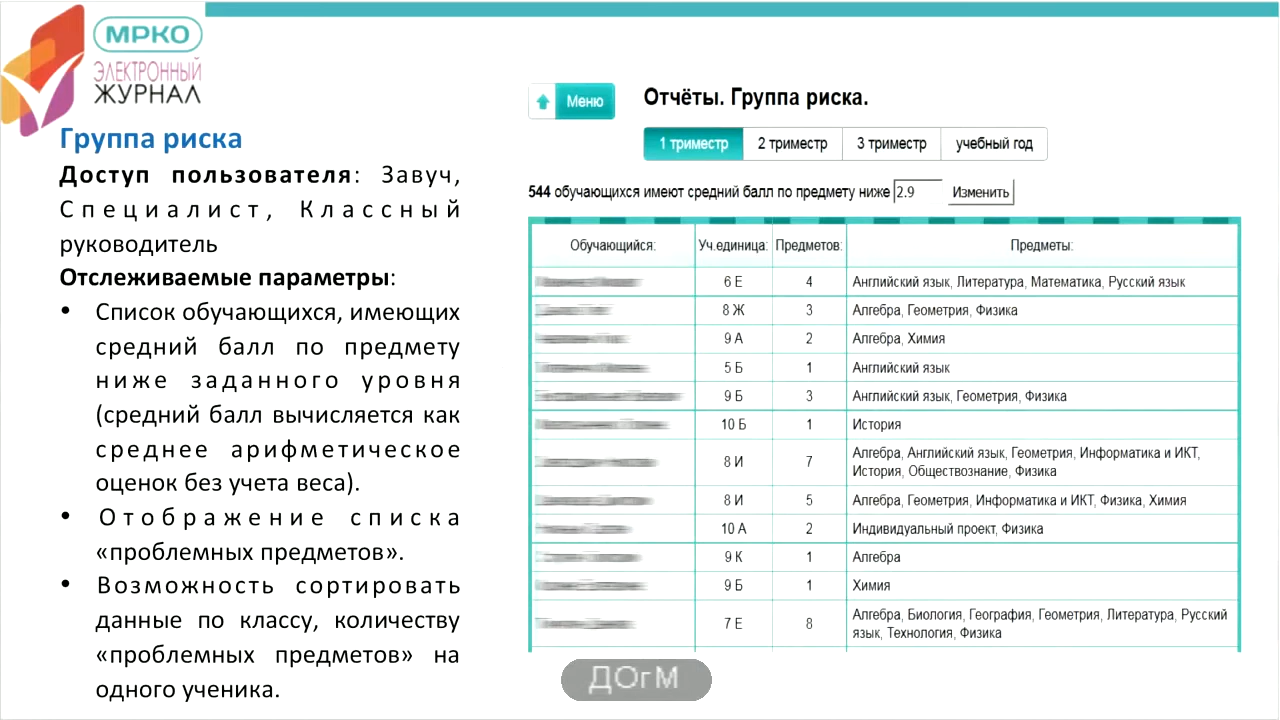 МРКО
ЭЛЕКТРОННЫЙ
ЖУРНАЛ
Группа риска
Доступ пользователя: Завуч,
Специалист, Классный
руководитель
Отслеживаемые параметры:
• Список обучающихся, имеющих
средний балл по предмету
ниже заданного уровня
(средний балл вычисляется как
среднее арифметическое
оценок без учета веса).
• Отображение списка
«проблемных предметов».
• Возможность сортировать
данные по классу, количеству
«проблемных предметов» на
одного ученика.
Меню
Отчёты. Группа риска.
1 триместр 2 триместр 3 триместр учебный год
544 обучающихся имеют средний балл по предмету ниже 2.9 Изменить
Обучающийся: Уч.единица: Предметов: Предметы:
6 Е 4 Английский язык, Литература, Математика, Русский язык
8 Ж 3 Алгебра, Геометрия, Физика
9 А 2 Алгебра, Химия
5 Б 1 Английский язык
9 Б 3 Английский язык, Геометрия, Физика
10 Б 1 История
8 И 7 Алгебра, Английский язык, Геометрия, Информатика и ИКТ,
История, Обществознание, Физика
8 И 5 Алгебра, Геометрия, Информатика и ИКТ, Физика, Химия
10 А 2 Индивидуальный проект, Физика
9 К 1 Алгебра
9 Б 1 Химия
7 Е 8 Алгебра, Биология, География, Геометрия, Литература, Русский
язык, Технология, Физика
ДОгМ